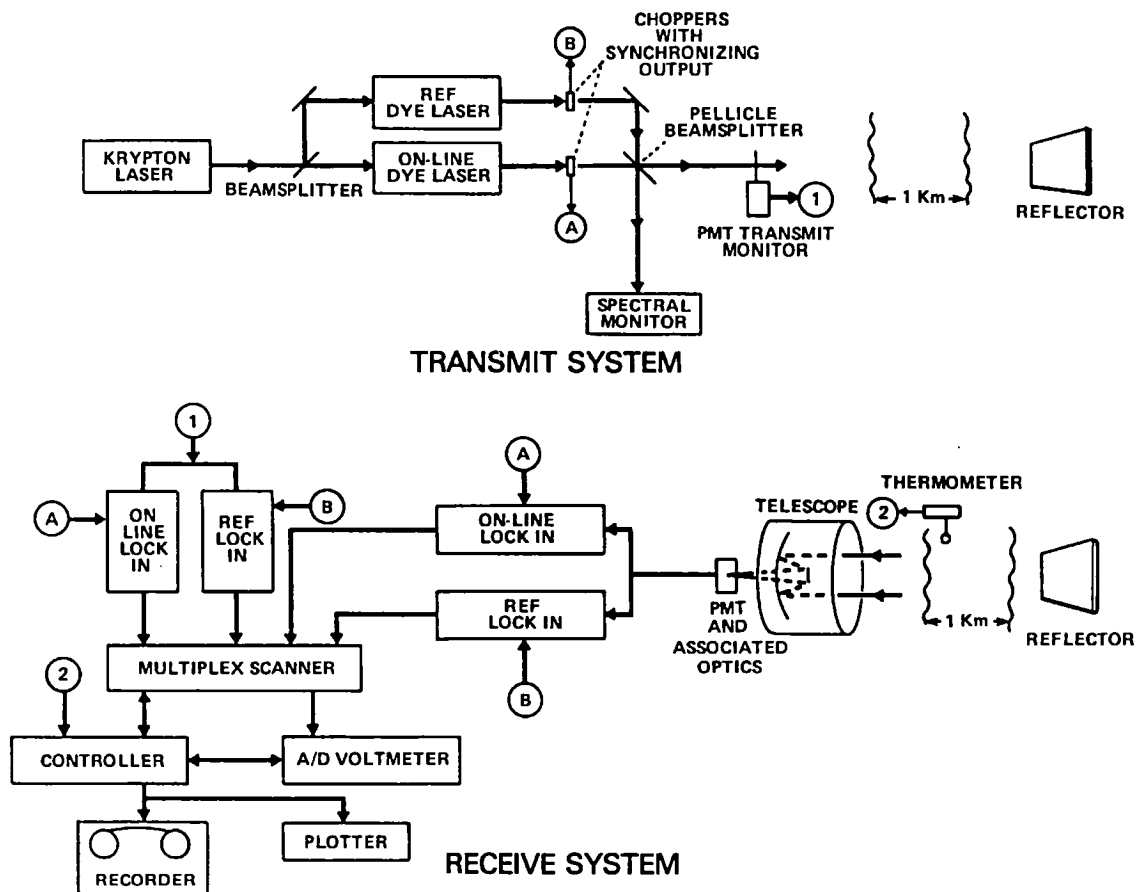 CHOPPERS
WITH
SYNCHRONIZING
OUTPUT
B
REF
DYE LASER
PELLICLE
BEAMSPLITTER
KRYPTON
LASER
BEAMSPLITTER
ON-LINE
DYE LASER
A
1
PMT TRANSMIT
MONITOR
1 Km
REFLECTOR
SPECTRAL
MONITOR
TRANSMIT SYSTEM
1
A
ON
LINE
LOCK
IN
REF
LOCK
IN
B
A
ON-LINE
LOCK IN
REF
LOCK IN
B
PMT
AND
ASSOCIATED
OPTICS
TELESCOPE
THERMOMETER
2
1 Km
REFLECTOR
MULTIPLEX SCANNER
2
CONTROLLER
A/D VOLTMETER
RECORDER
PLOTTER
RECEIVE SYSTEM